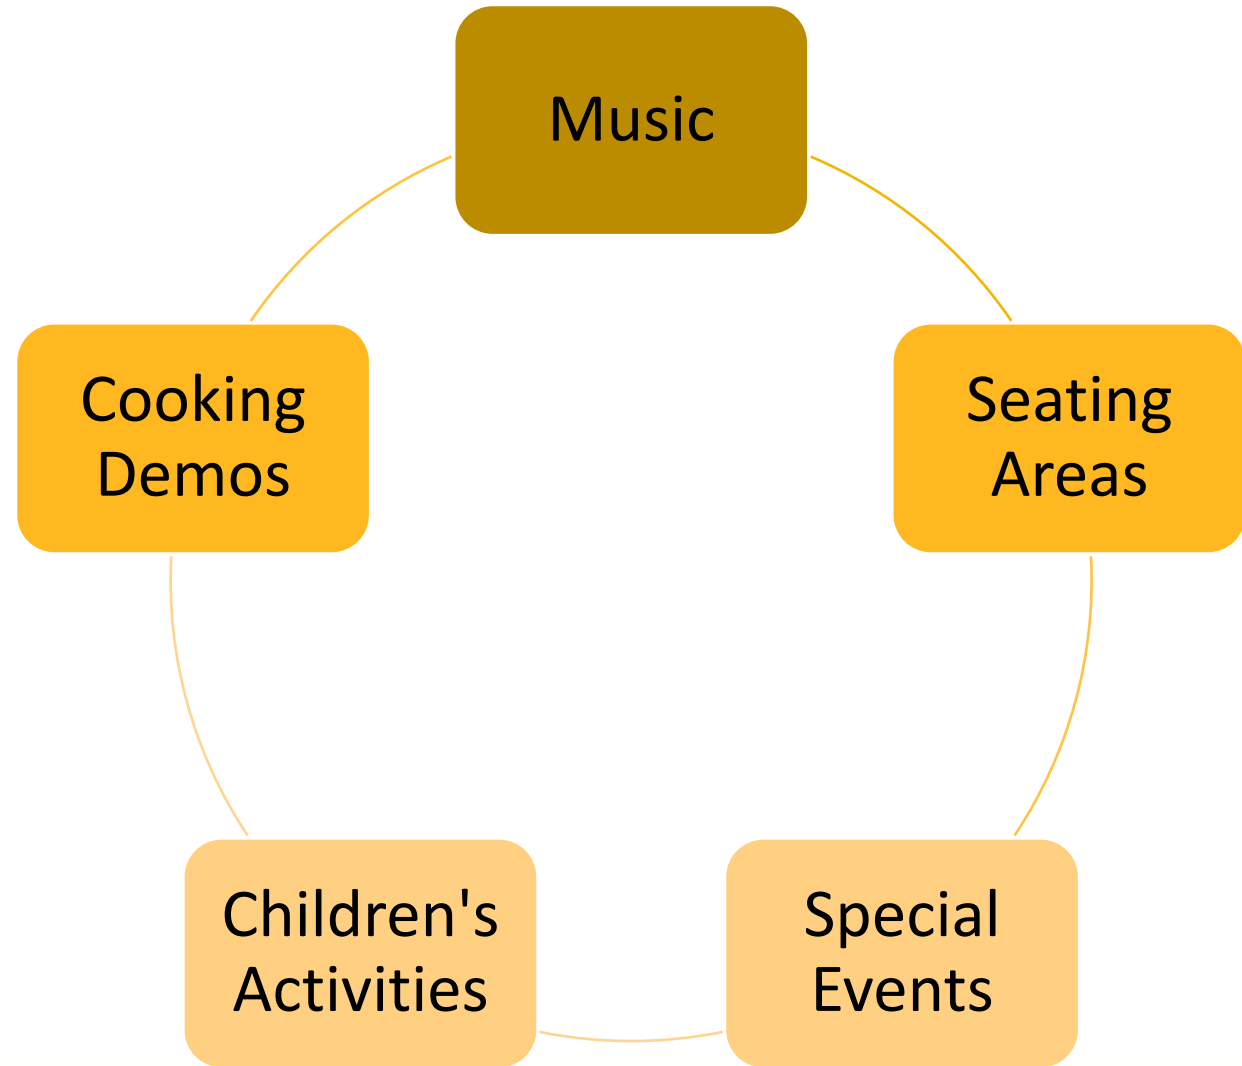 Music
Cooking
Demos
Seating
Areas
Children's
Activities
Special
Events